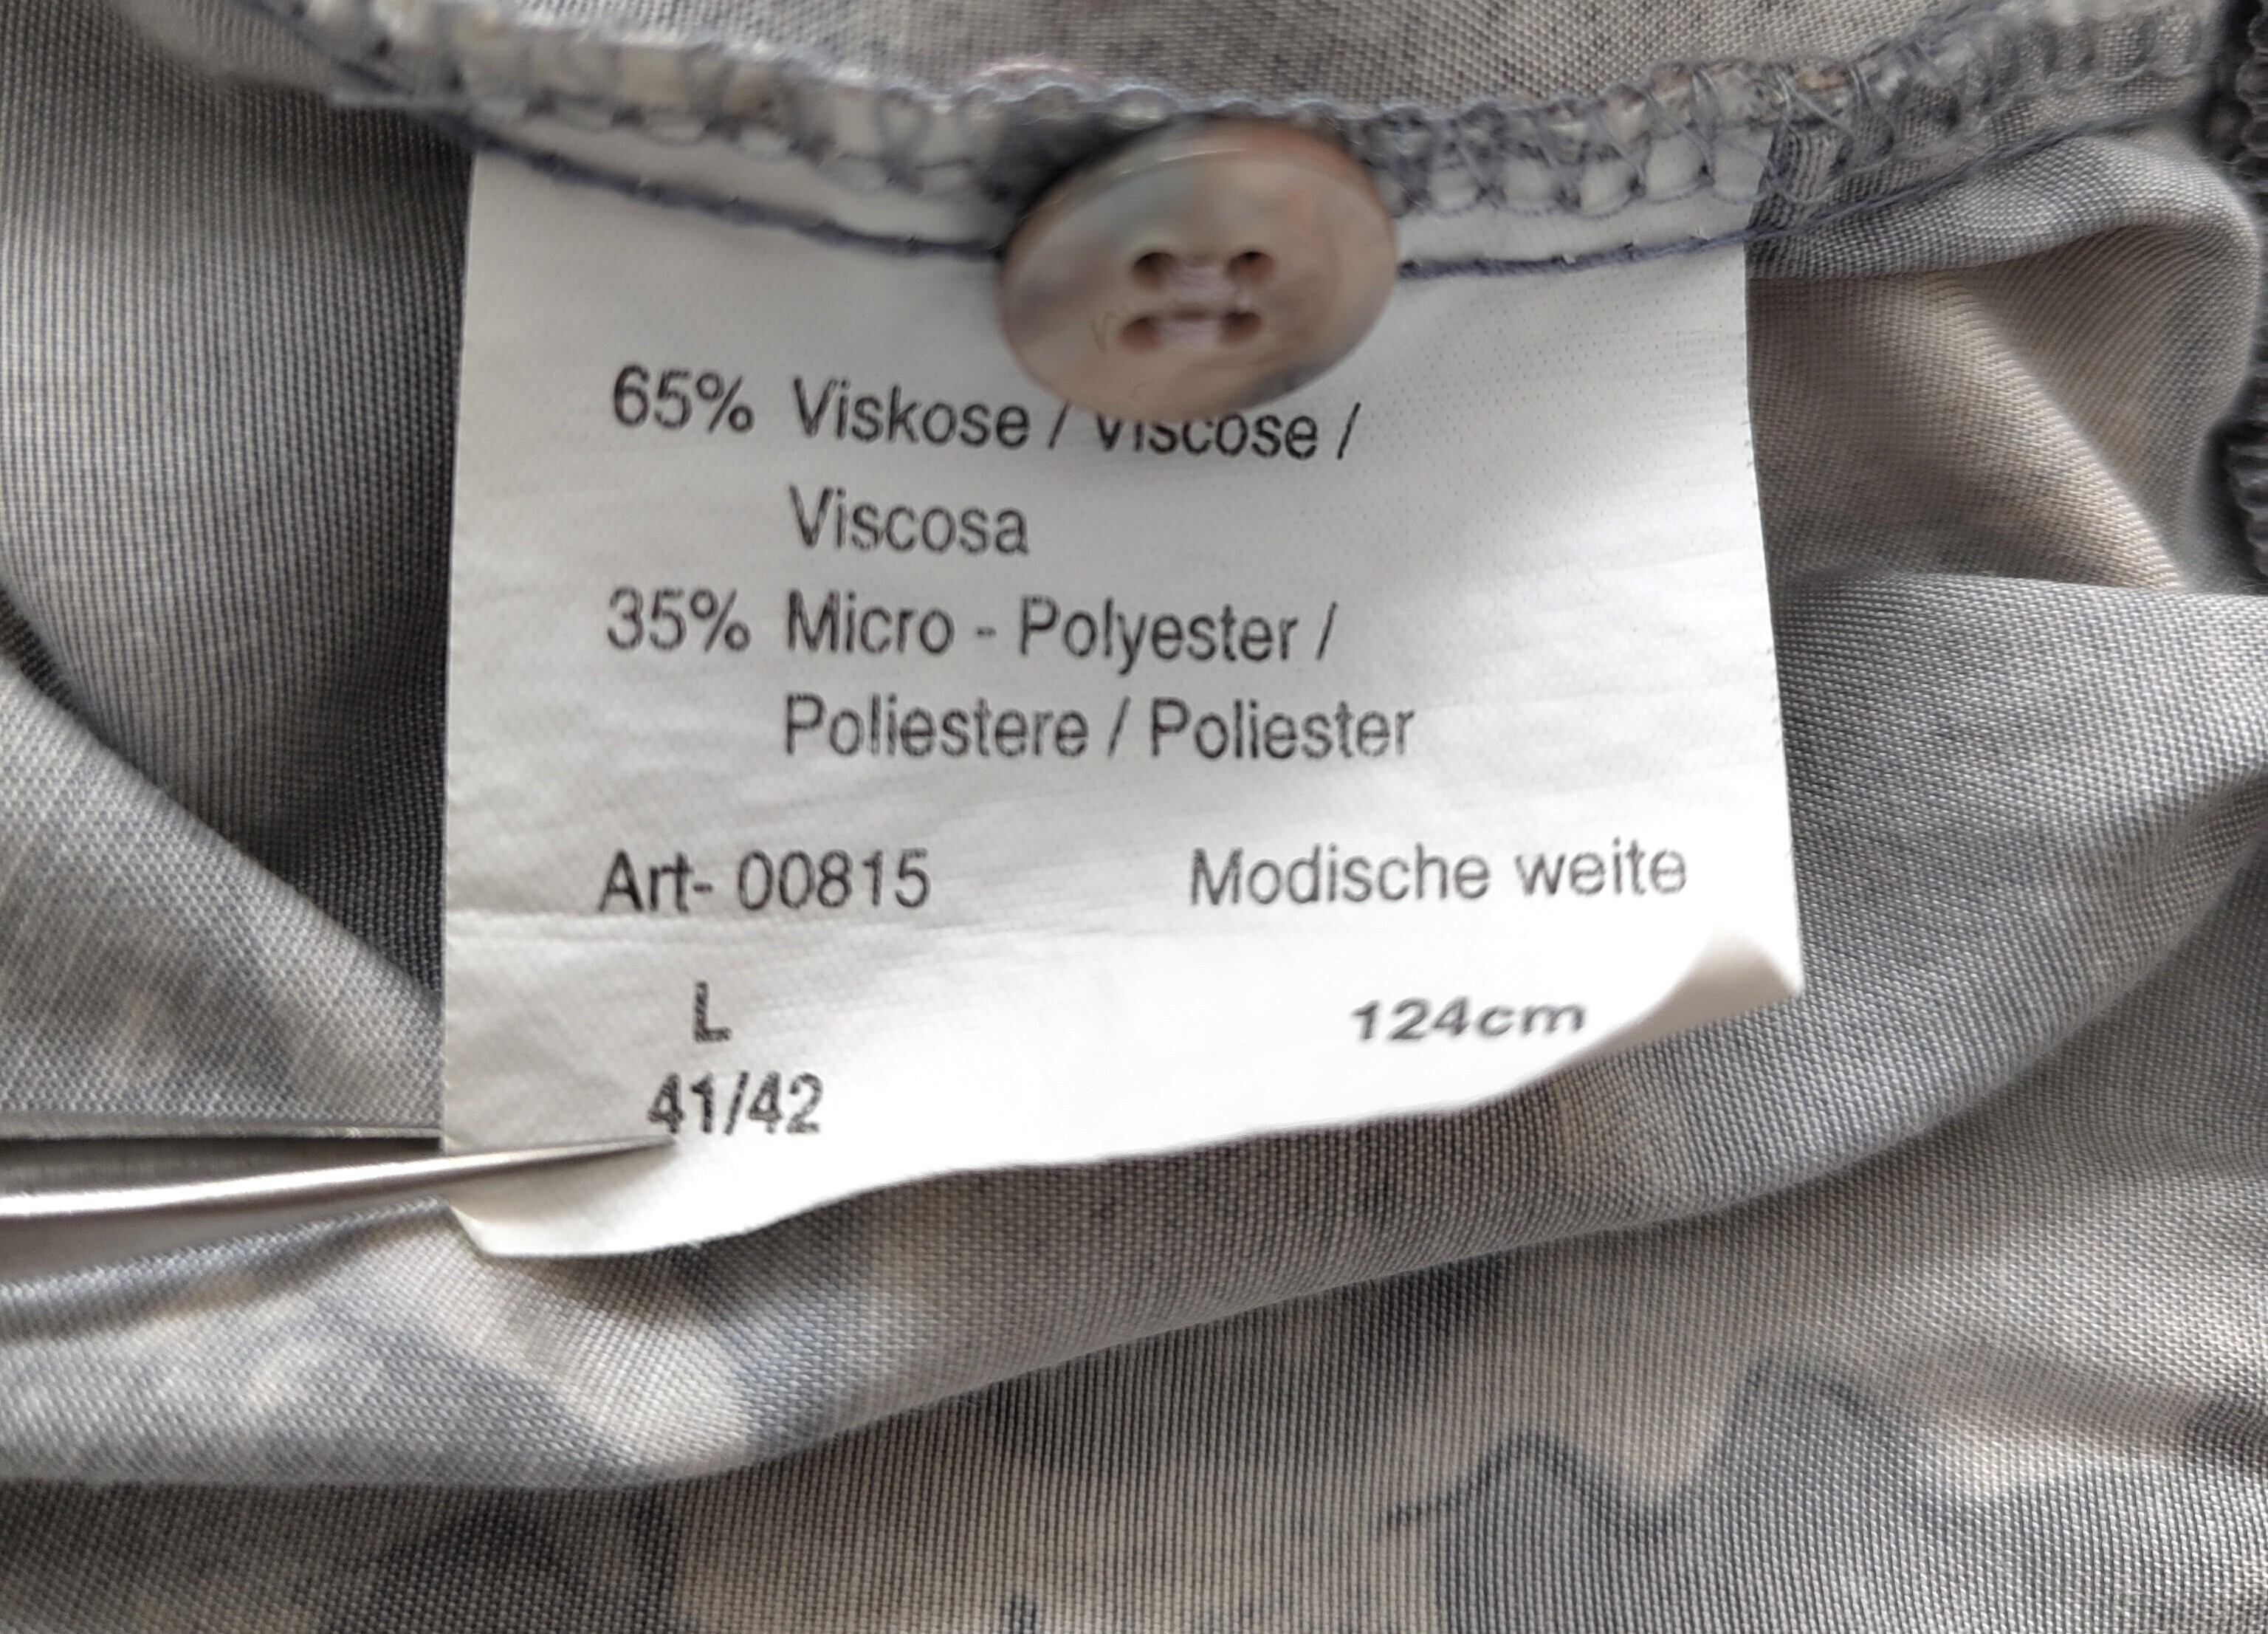 65% Viskose / Viscose /
Viscosa
35% Micro - Polyester /
Poliestere / Poliester
Art- 00815 Modische weite
L 124cm
41/42